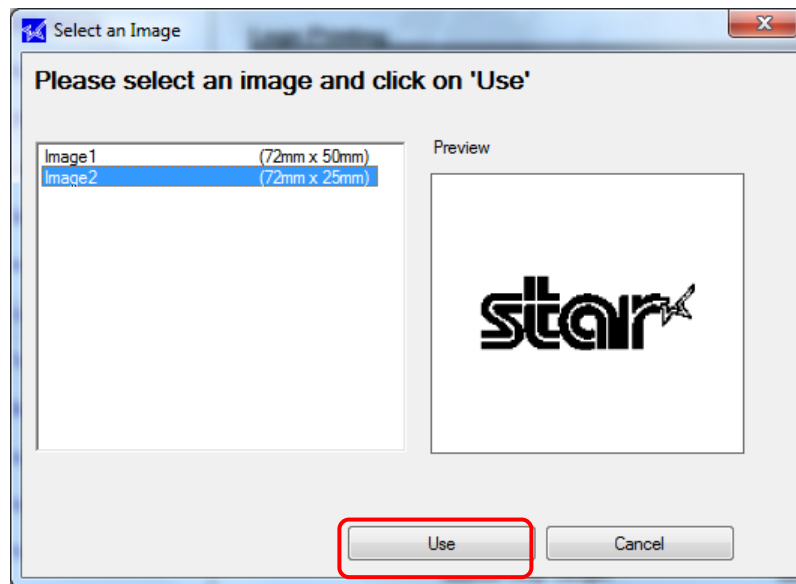 Select an Image
Please select an image and click on 'Use'
Image1 (72mm x 50mm)
Image2 (72mm x 25mm)
Preview
star
Use
Cancel